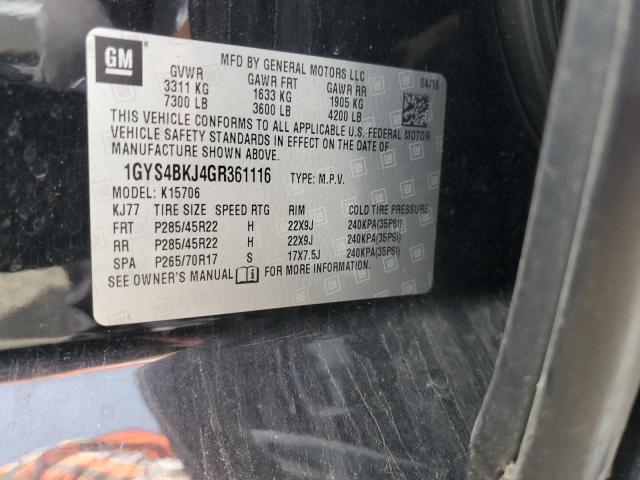 GM
MFD BY GENERAL MOTORS LLC
GVWR GAWR FRT GAWR RR 04/16
3311 KG 1633 KG 1905 KG
7300 LB 3600 LB 4200 LB
THIS VEHICLE CONFORMS TO ALL APPLICABLE U.S. FEDERAL MOTOR
VEHICLE SAFETY STANDARDS IN EFFECT ON THE DATE OF
MANUFACTURE SHOWN ABOVE.
1GYS4BKJ4GR361116 TYPE: M.P.V.
MODEL: K15706
KJ77 TIRE SIZE SPEED RTG RIM COLD TIRE PRESSURE
FRT P285/45R22 H 22X9J 240KPA(35PSI)
RR P285/45R22 H 22X9J 240KPA(35PSI)
SPA P265/70R17 S 17X7.5J 240KPA(35PSI)
SEE OWNER'S MANUAL FOR MORE INFORMATION.